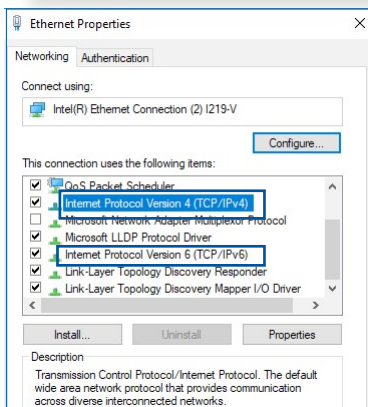 Ethernet Properties
Networking Authentication
Connect using:
Intel(R) Ethernet Connection (2) I219-V
Configure...
This connection uses the following items:
QoS Packet Scheduler
Internet Protocol Version 4 (TCP/IPv4)
Microsoft Network Adapter Multiplexor Protocol
Microsoft LLDP Protocol Driver
Internet Protocol Version 6 (TCP/IPv6)
Link-Layer Topology Discovery Responder
Link-Layer Topology Discovery Mapper I/O Driver
Install... Uninstall Properties
Description
Transmission Control Protocol/Internet Protocol. The default
wide area network protocol that provides communication
across diverse interconnected networks.